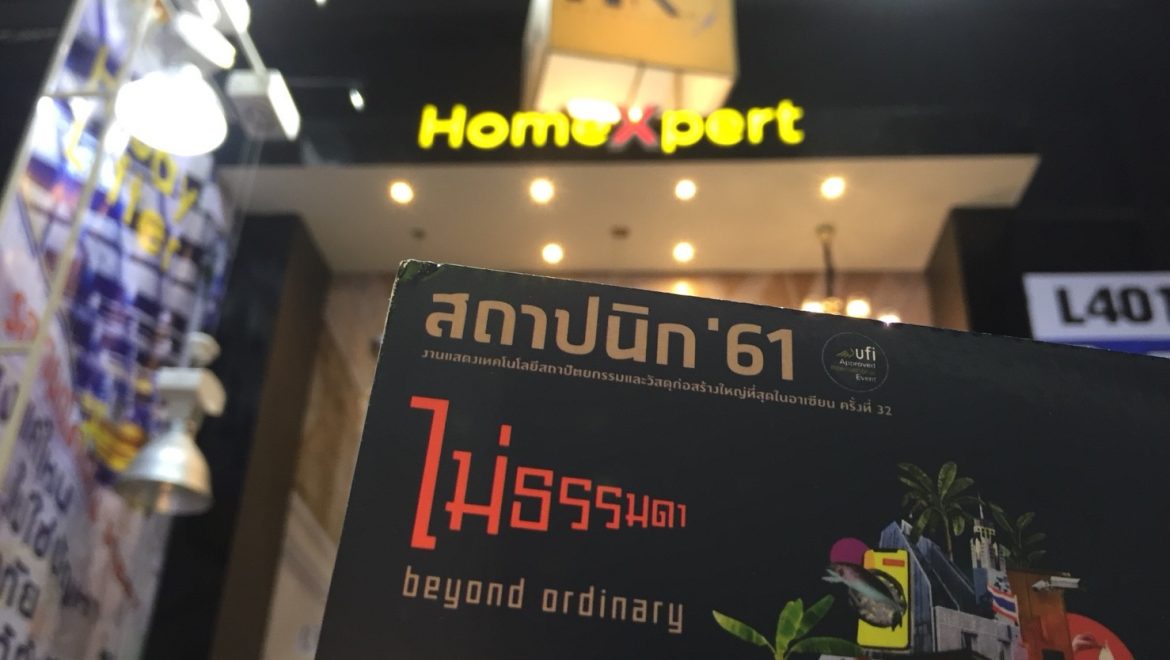 HomeXpert
L401
สถาปนิก'61
ufi
Approved
International
Event
งานแสดงเทคโนโลยีสถาปัตยกรรมและวัสดุก่อสร้างใหญ่ที่สุดในอาเซียน ครั้งที่ 32
ไม่ธรรมดา
beyond ordinary